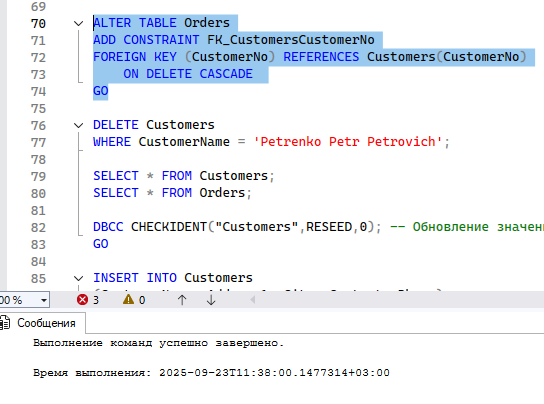 69
70 ALTER TABLE Orders
71 ADD CONSTRAINT FK_CustomersCustomerNo
72 FOREIGN KEY (CustomerNo) REFERENCES Customers(CustomerNo)
73 ON DELETE CASCADE
74 GO
75
76 DELETE Customers
77 WHERE CustomerName = 'Petrenko Petr Petrovich';
78
79 SELECT * FROM Customers;
80 SELECT * FROM Orders;
81
82 DBCC CHECKIDENT("Customers",RESEED,0); -- Обновление значен
83 GO
84
85 INSERT INTO Customers
00 % 3 0
Сообщения
Выполнение команд успешно завершено.
Время выполнения: 2025-09-23T11:38:00.1477314+03:00